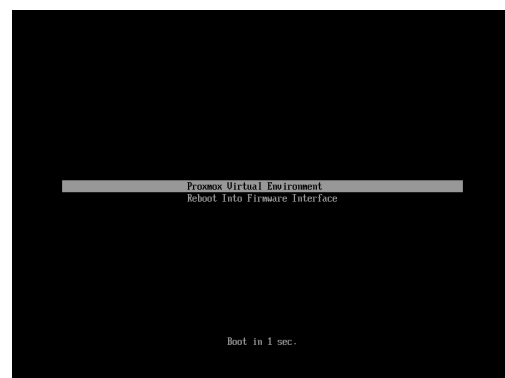 Proxmox Virtual Environment
Reboot Into Firmware Interface
Boot in 1 sec.